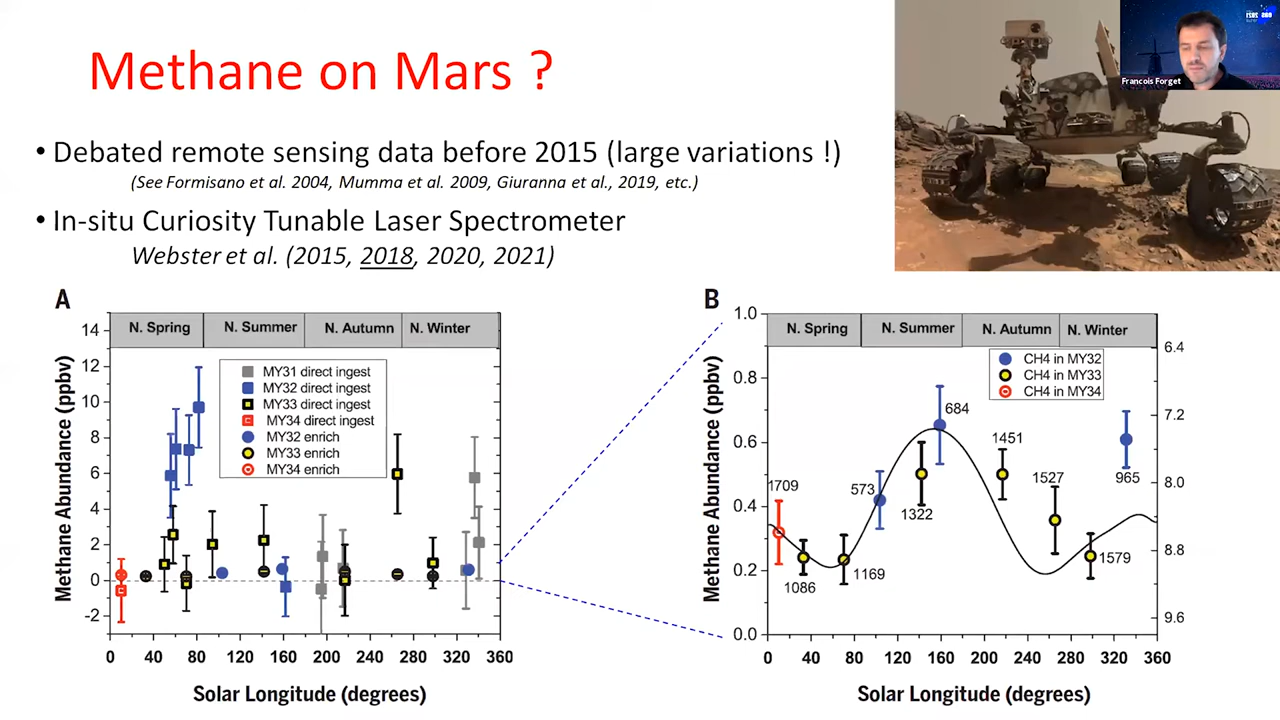 Methane on Mars ?
Francois Forget
• Debated remote sensing data before 2015 (large variations !)
(See Formisano et al. 2004, Mumma et al. 2009, Giuranna et al., 2019, etc.)
• In-situ Curiosity Tunable Laser Spectrometer
Webster et al. (2015, 2018, 2020, 2021)
A
N. Spring N. Summer N. Autumn N. Winter
Methane Abundance (ppbv)
14
12
10
8
6
4
2
0
-2
MY31 direct ingest
MY32 direct ingest
MY33 direct ingest
MY34 direct ingest
MY32 enrich
MY33 enrich
MY34 enrich
0 40 80 120 160 200 240 280 320 360
Solar Longitude (degrees)
B
N. Spring N. Summer N. Autumn N. Winter
Methane Abundance (ppbv)
1.0
0.8
0.6
0.4
0.2
0.0
CH4 in MY32
CH4 in MY33
CH4 in MY34
1709
1086
1169
573
1322
684
1451
1527
1579
965
6.4
7.2
8.0
8.8
9.6
0 40 80 120 160 200 240 280 320 360
Solar Longitude (degrees)